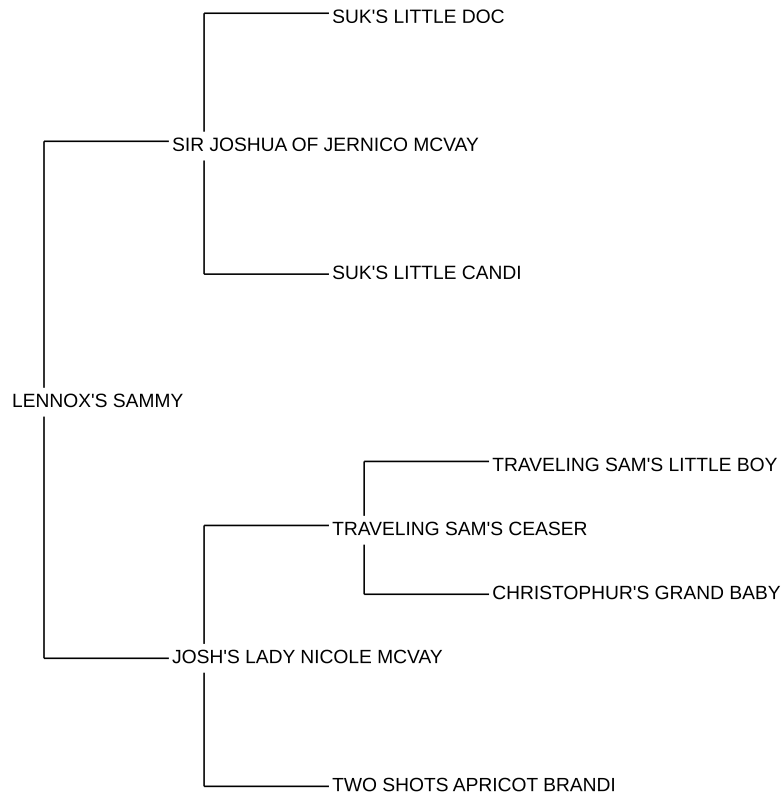 SUK'S LITTLE DOC
SIR JOSHUA OF JERNICO MCVAY
SUK'S LITTLE CANDI
LENNOX'S SAMMY
TRAVELING SAM'S LITTLE BOY
TRAVELING SAM'S CEASER
CHRISTOPHUR'S GRAND BABY
JOSH'S LADY NICOLE MCVAY
TWO SHOTS APRICOT BRANDI